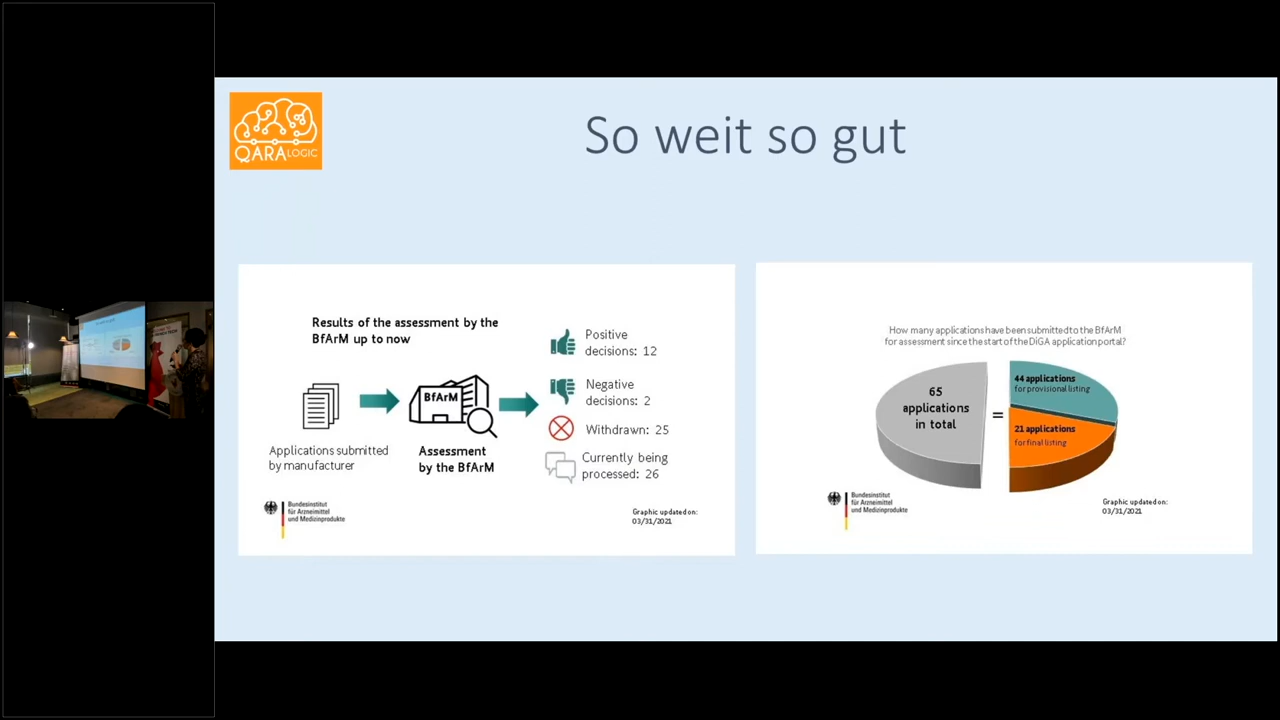 QARALOGIC
So weit so gut
Results of the assessment by the
BfArM up to now
Applications submitted
by manufacturer
BfArM
Assessment
by the BfArM
Positive
decisions: 12
Negative
decisions: 2
Withdrawn: 25
Currently being
processed: 26
Bundesinstitut
für Arzneimittel
und Medizinprodukte
Graphic updated on:
03/31/2021
How many applications have been submitted to the BfArM
for assessment since the start of the DiGA application portal?
65
applications
in total
=
44 applications
for provisional listing
21 applications
for final listing
Bundesinstitut
für Arzneimittel
und Medizinprodukte
Graphic updated on:
03/31/2021